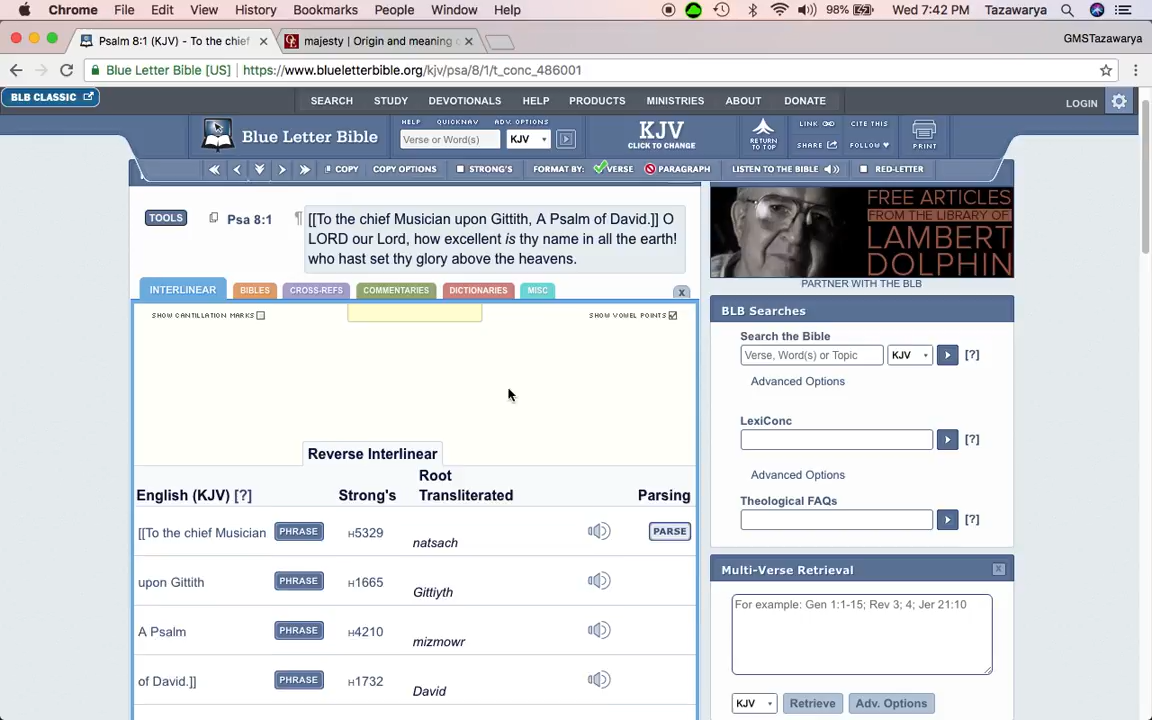 Chrome File Edit View History Bookmarks People Window Help 98% Wed 7:42 PM Tazawarya
Psalm 8:1 (KJV) - To the chief majesty | Origin and meaning o GMSTazawarya
Blue Letter Bible [US] https://www.blueletterbible.org/kjv/psa/8/1/t_conc_486001
BLB CLASSIC SEARCH STUDY DEVOTIONALS HELP PRODUCTS MINISTRIES ABOUT DONATE LOGIN
HELP QUICKNAV ADV. OPTIONS
Blue Letter Bible Verse or Word(s) KJV
KJV
CLICK TO CHANGE
RETURN TO TOP
LINK CITE THIS
SHARE FOLLOW PRINT
COPY COPY OPTIONS STRONG'S FORMAT BY: VERSE PARAGRAPH LISTEN TO THE BIBLE RED-LETTER
TOOLS Psa 8:1 ¶ [[To the chief Musician upon Gittith, A Psalm of David.]] O
LORD our Lord, how excellent is thy name in all the earth!
who hast set thy glory above the heavens.
INTERLINEAR BIBLES CROSS-REFS COMMENTARIES DICTIONARIES MISC x
SHOW CANTILLATION MARKS SHOW VOWEL POINTS
Reverse Interlinear
English (KJV) [?] Strong's Root Transliterated Parsing
[[To the chief Musician PHRASE H5329 natsach PARSE
upon Gittith PHRASE H1665 Gittiyth
A Psalm PHRASE H4210 mizmowr
of David.]] PHRASE H1732 David
FREE ARTICLES
FROM THE LIBRARY OF
LAMBERT
DOLPHIN
PARTNER WITH THE BLB
BLB Searches
Search the Bible
Verse, Word(s) or Topic KJV [?]
Advanced Options
LexiConc
[?]
Advanced Options
Theological FAQs
[?]
Multi-Verse Retrieval x
For example: Gen 1:1-15; Rev 3; 4; Jer 21:10
KJV Retrieve Adv. Options